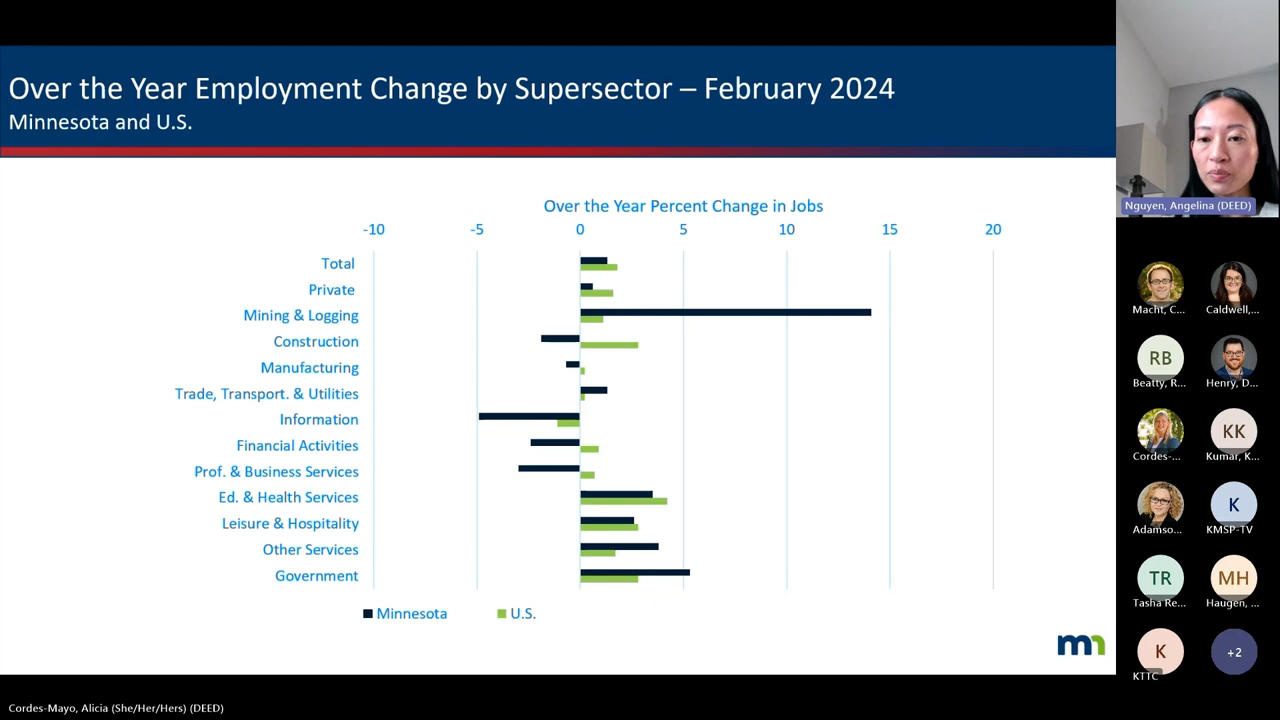 Over the Year Employment Change by Supersector – February 2024
Minnesota and U.S.
Over the Year Percent Change in Jobs
-10 -5 0 5 10 15 20
Total
Private
Mining & Logging
Construction
Manufacturing
Trade, Transport. & Utilities
Information
Financial Activities
Prof. & Business Services
Ed. & Health Services
Leisure & Hospitality
Other Services
Government
Minnesota U.S.
mn
Nguyen, Angelina (DEED)
Macht, C... Caldwell,...
RB
Beatty, R... Henry, D...
KK
Cordes-... Kumar, K...
K
Adamso... KMSP-TV
TR MH
Tasha Re... Haugen, ...
K +2
KTTC
Cordes-Mayo, Alicia (She/Her/Hers) (DEED)